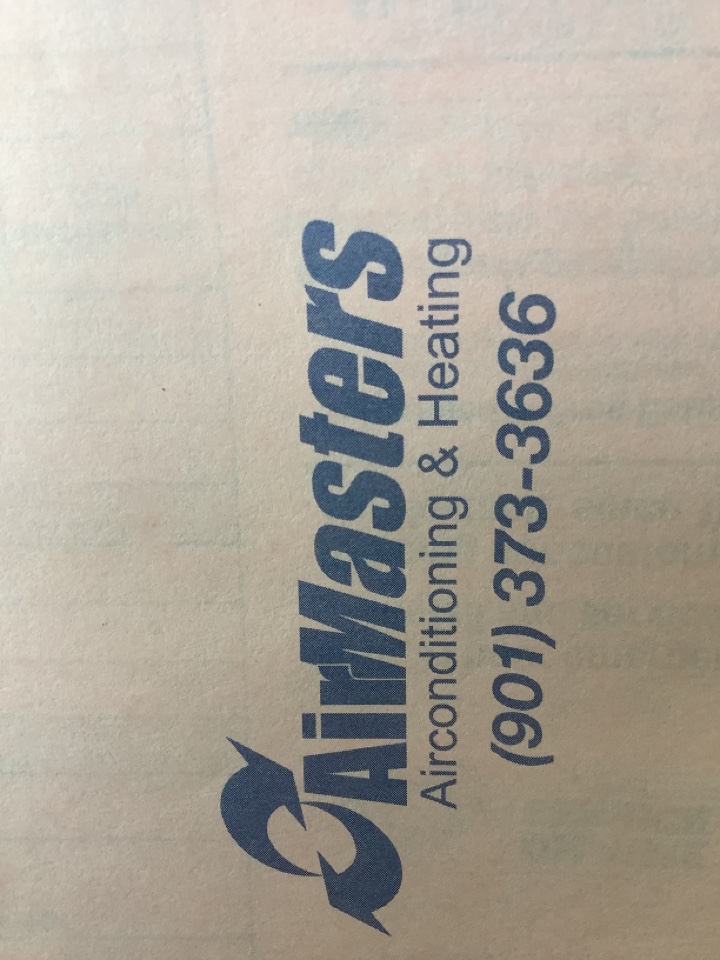 AirMasters
Airconditioning & Heating
(901) 373-3636